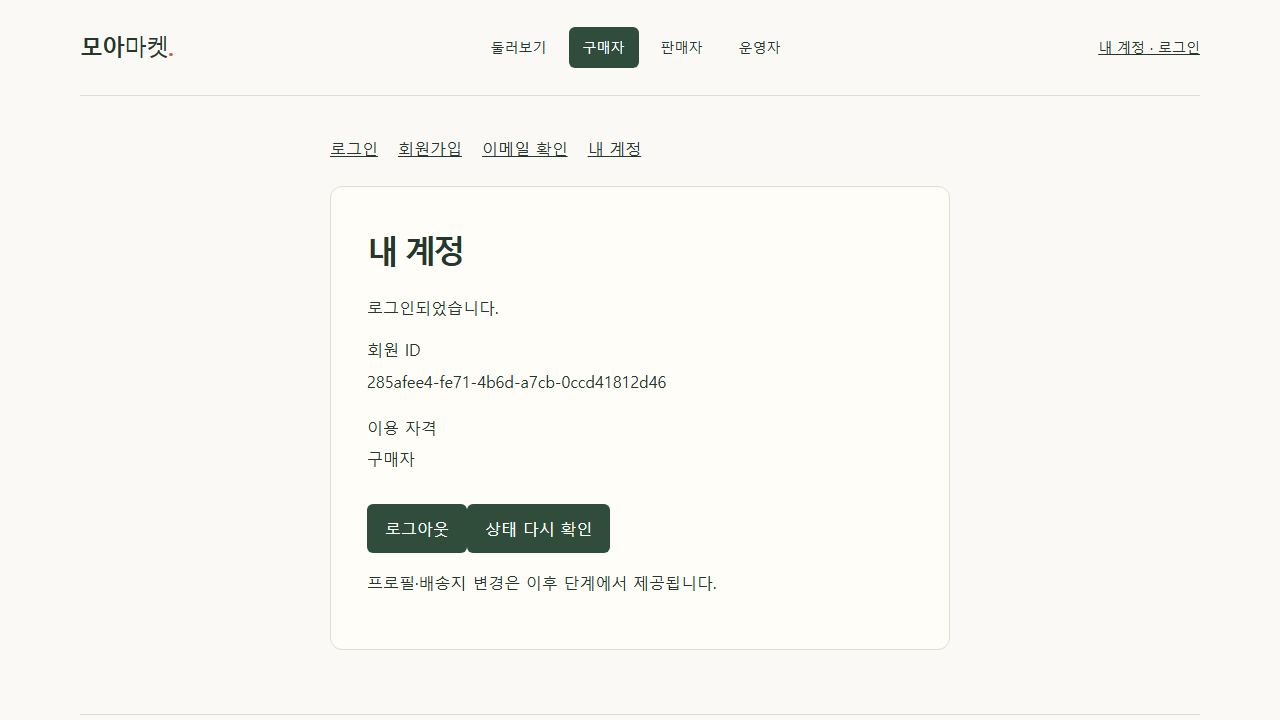 모아마켓.
둘러보기 구매자 판매자 운영자
내 계정 · 로그인
로그인 회원가입 이메일 확인 내 계정
내 계정
로그인되었습니다.
회원 ID
285afee4-fe71-4b6d-a7cb-0ccd41812d46
이용 자격
구매자
로그아웃 상태 다시 확인
프로필·배송지 변경은 이후 단계에서 제공됩니다.